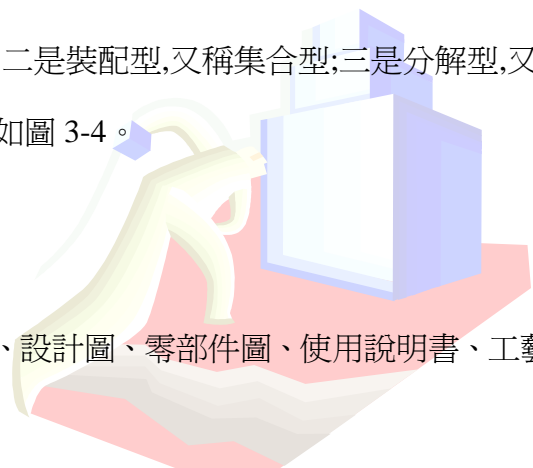 二是裝配型,又稱集合型;三是分解型,又
如圖 3-4。
、設計圖、零部件圖、使用說明書、工藝